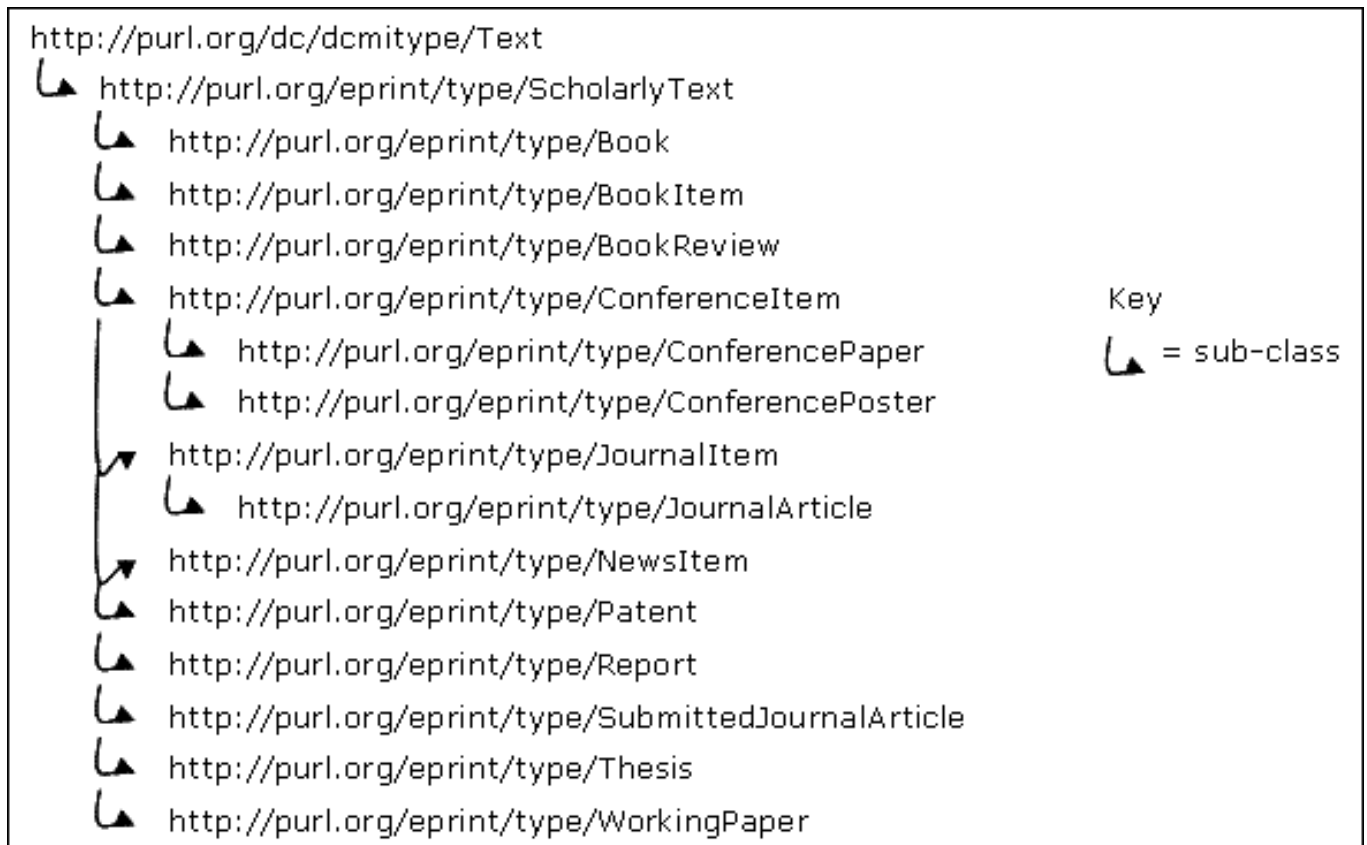 http://purl.org/dc/dcmitype/Text
http://purl.org/eprint/type/ScholarlyText
http://purl.org/eprint/type/Book
http://purl.org/eprint/type/BookItem
http://purl.org/eprint/type/BookReview
http://purl.org/eprint/type/ConferenceItem
Key
http://purl.org/eprint/type/ConferencePaper
= sub-class
http://purl.org/eprint/type/ConferencePoster
http://purl.org/eprint/type/JournalItem
http://purl.org/eprint/type/JournalArticle
http://purl.org/eprint/type/NewsItem
http://purl.org/eprint/type/Patent
http://purl.org/eprint/type/Report
http://purl.org/eprint/type/SubmittedJournalArticle
http://purl.org/eprint/type/Thesis
http://purl.org/eprint/type/WorkingPaper